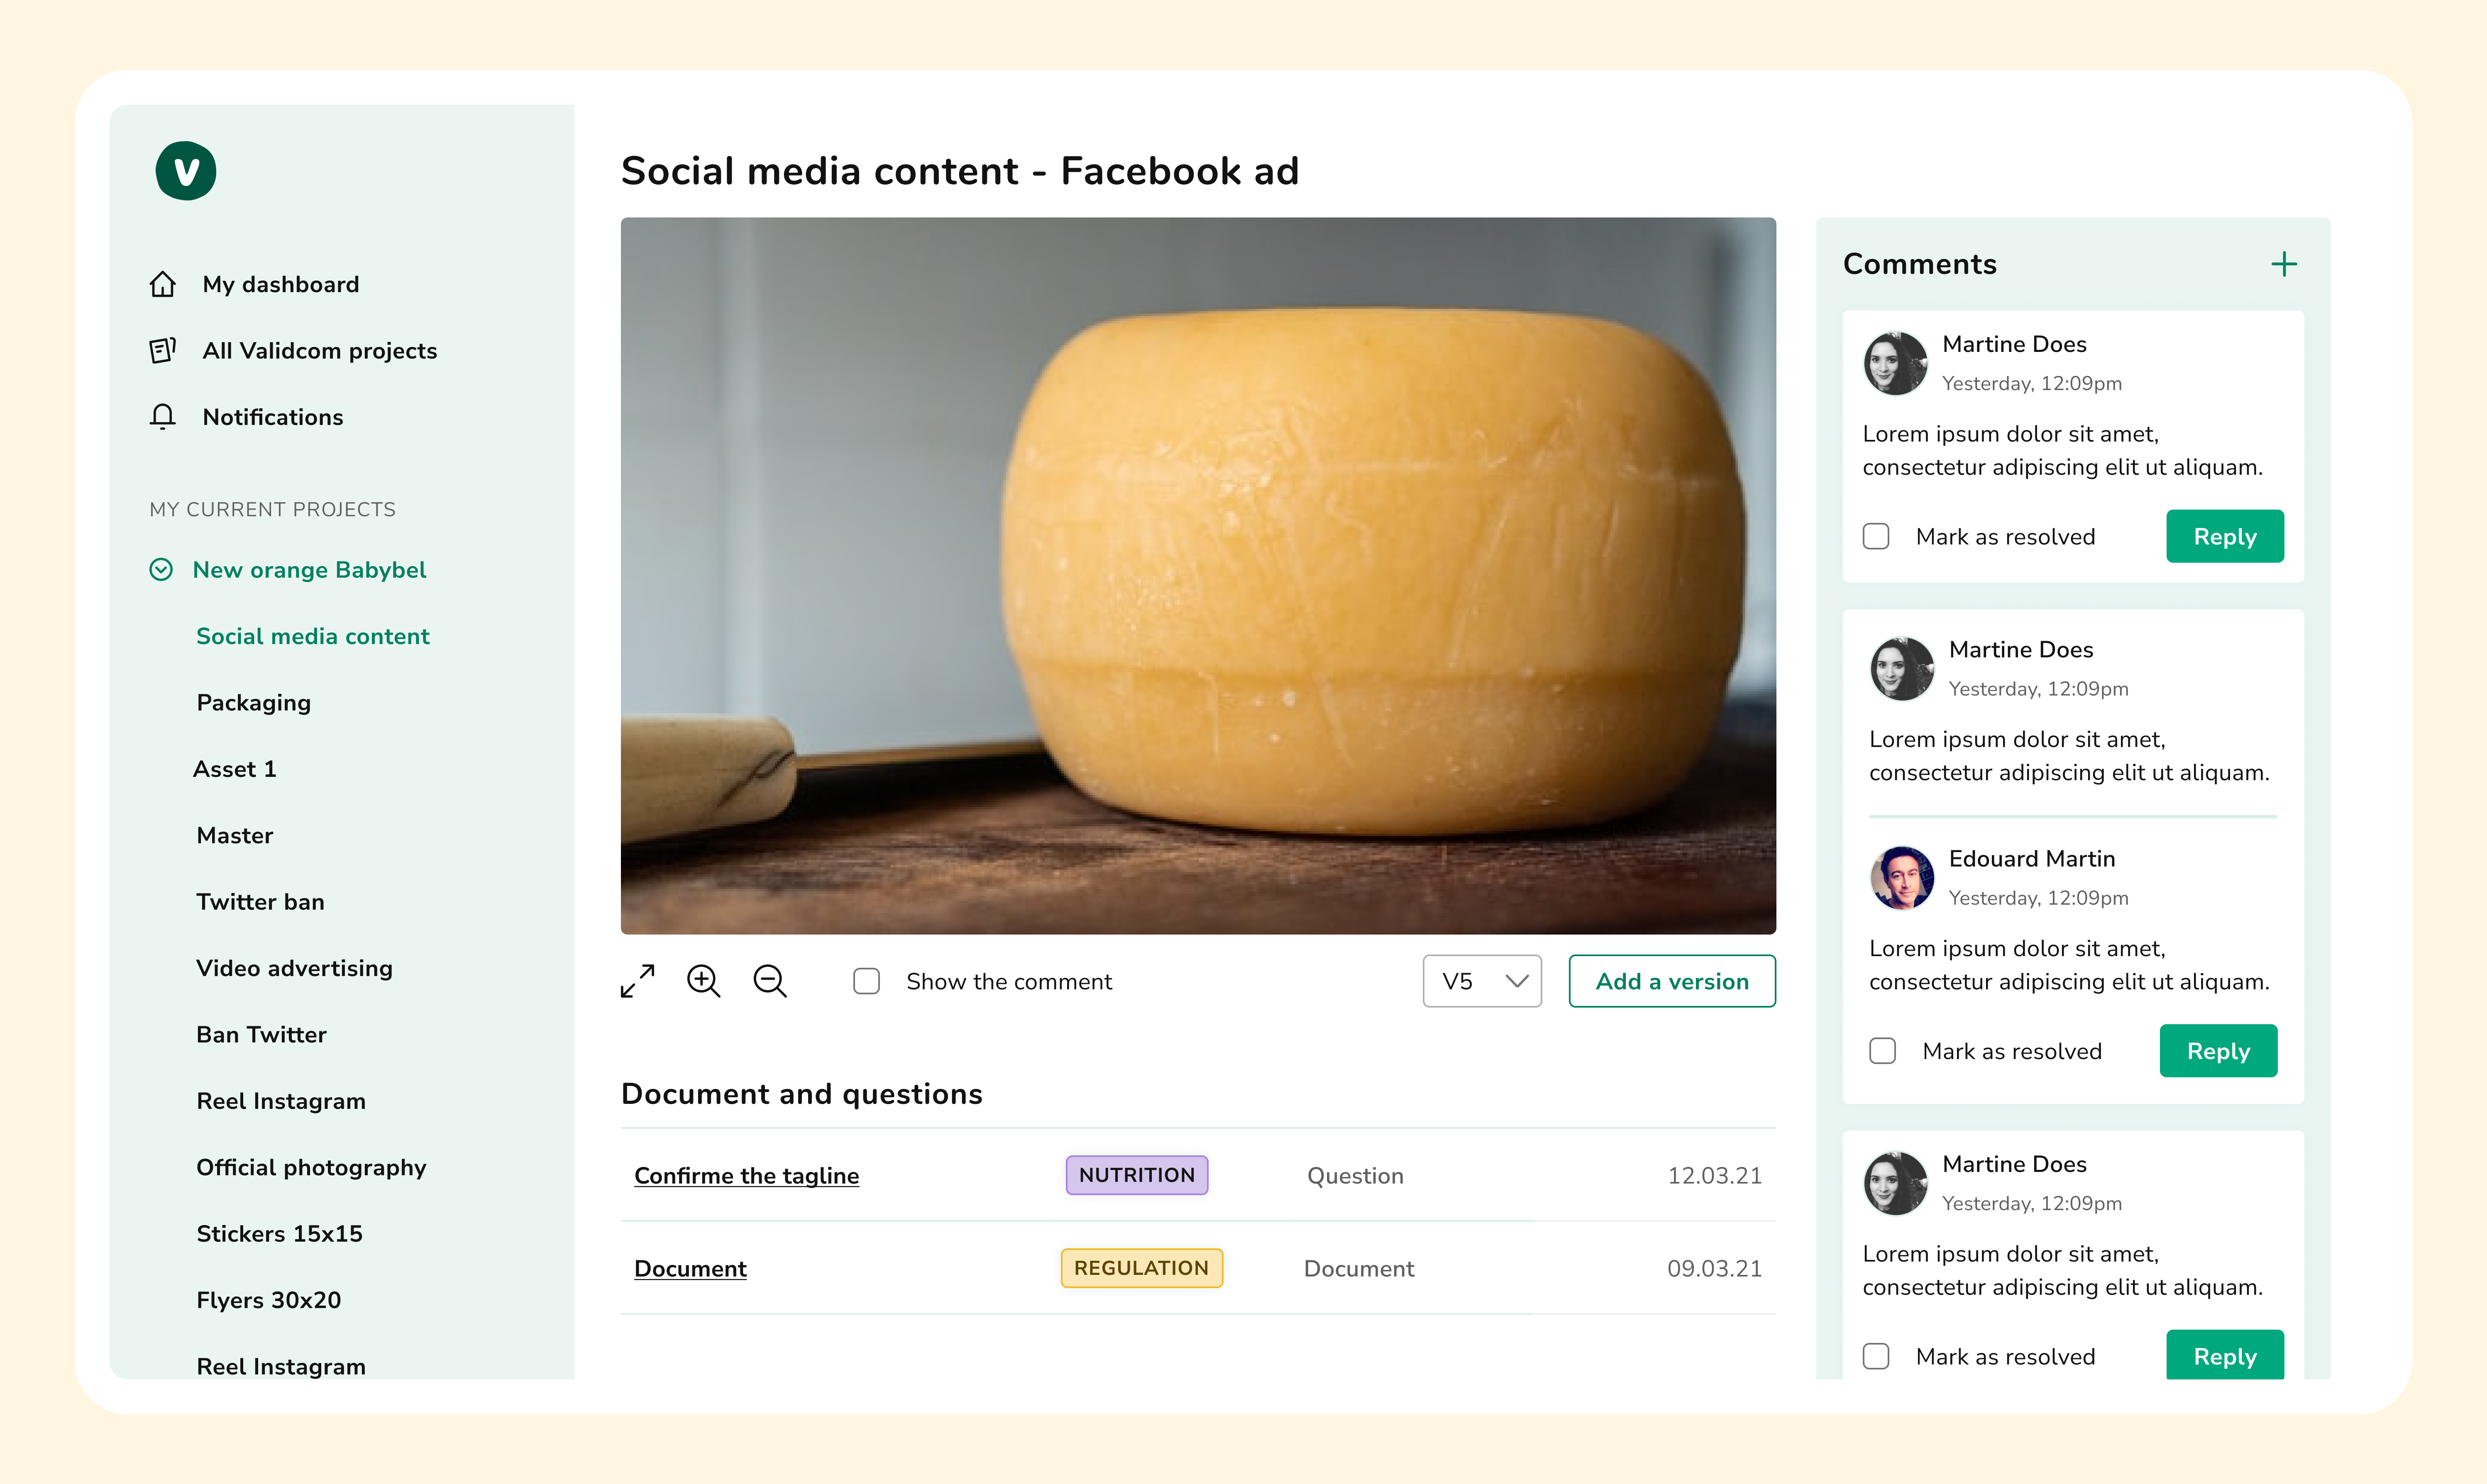 V
My dashboard
All Validcom projects
Notifications
MY CURRENT PROJECTS
New orange Babybel
Social media content
Packaging
Asset 1
Master
Twitter ban
Video advertising
Ban Twitter
Reel Instagram
Official photography
Stickers 15x15
Flyers 30x20
Reel Instagram
Social media content - Facebook ad
Show the comment
V5
Add a version
Document and questions
Confirme the tagline NUTRITION Question 12.03.21
Document REGULATION Document 09.03.21
Comments
Martine Does
Yesterday, 12:09pm
Lorem ipsum dolor sit amet,
consectetur adipiscing elit ut aliquam.
Mark as resolved Reply
Martine Does
Yesterday, 12:09pm
Lorem ipsum dolor sit amet,
consectetur adipiscing elit ut aliquam.
Edouard Martin
Yesterday, 12:09pm
Lorem ipsum dolor sit amet,
consectetur adipiscing elit ut aliquam.
Mark as resolved Reply
Martine Does
Yesterday, 12:09pm
Lorem ipsum dolor sit amet,
consectetur adipiscing elit ut aliquam.
Mark as resolved Reply